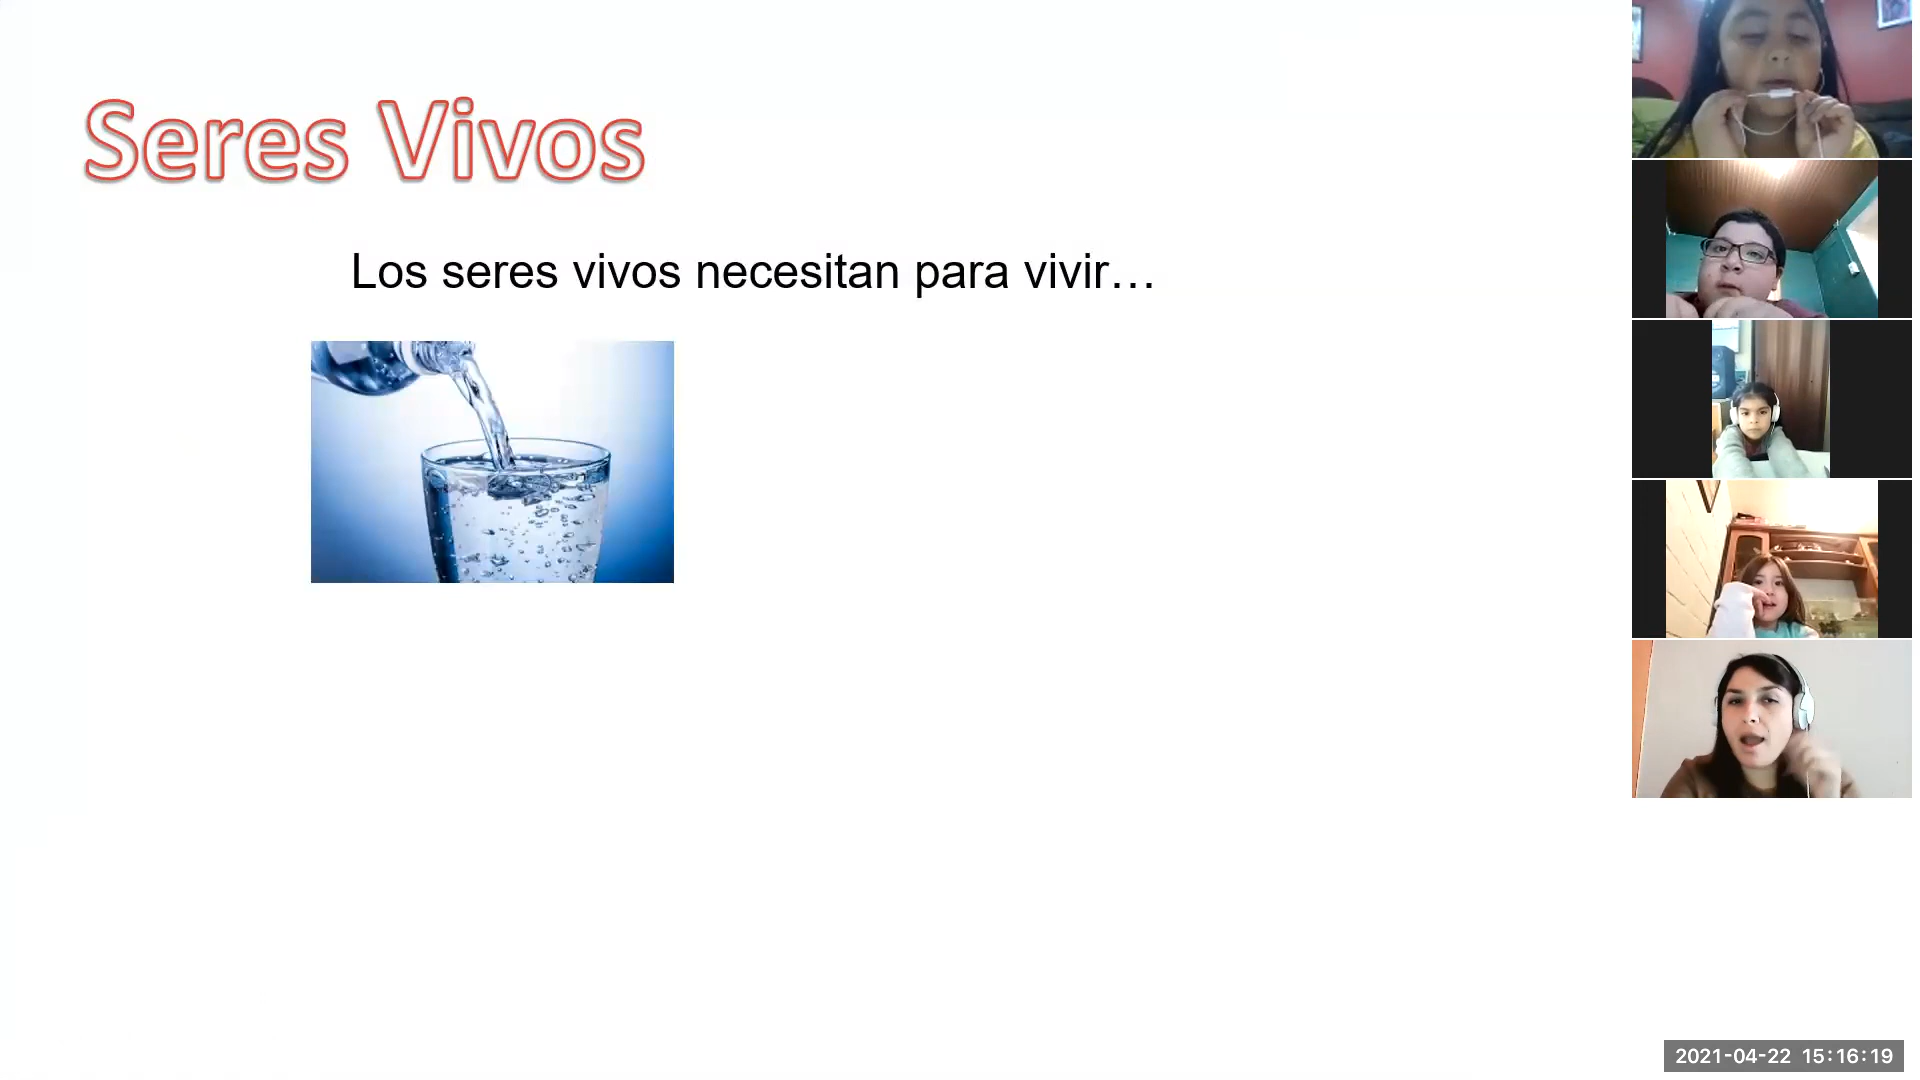 Seres Vivos
Los seres vivos necesitan para vivir…
2021-04-22 15:16:19